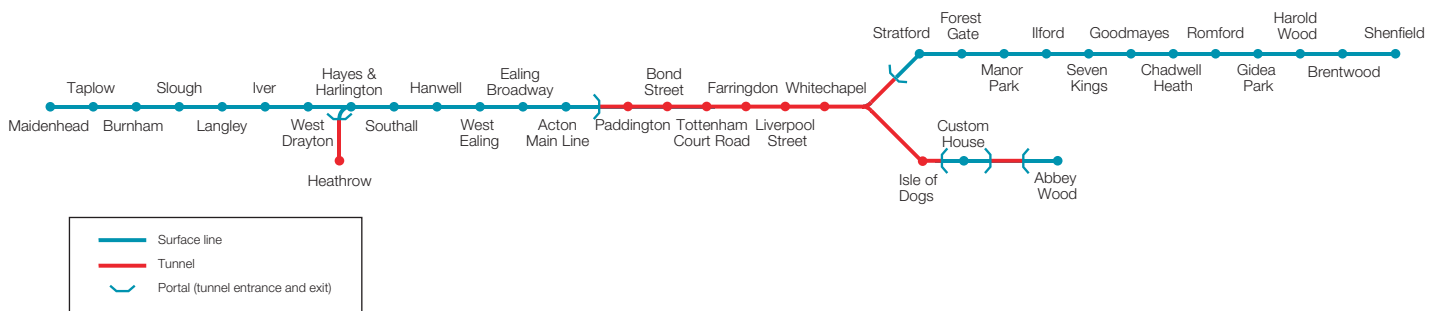 Maidenhead
Taplow
Burnham
Slough
Langley
Iver
West
Drayton
Hayes &
Harlington
Heathrow
Southall
Hanwell
West
Ealing
Ealing
Broadway
Acton
Main Line
Paddington
Bond
Street
Tottenham
Court Road
Farringdon
Liverpool
Street
Whitechapel
Stratford
Forest
Gate
Manor
Park
Ilford
Seven
Kings
Goodmayes
Chadwell
Heath
Romford
Gidea
Park
Harold
Wood
Brentwood
Shenfield
Isle of
Dogs
Custom
House
Abbey
Wood
Surface line
Tunnel
Portal (tunnel entrance and exit)